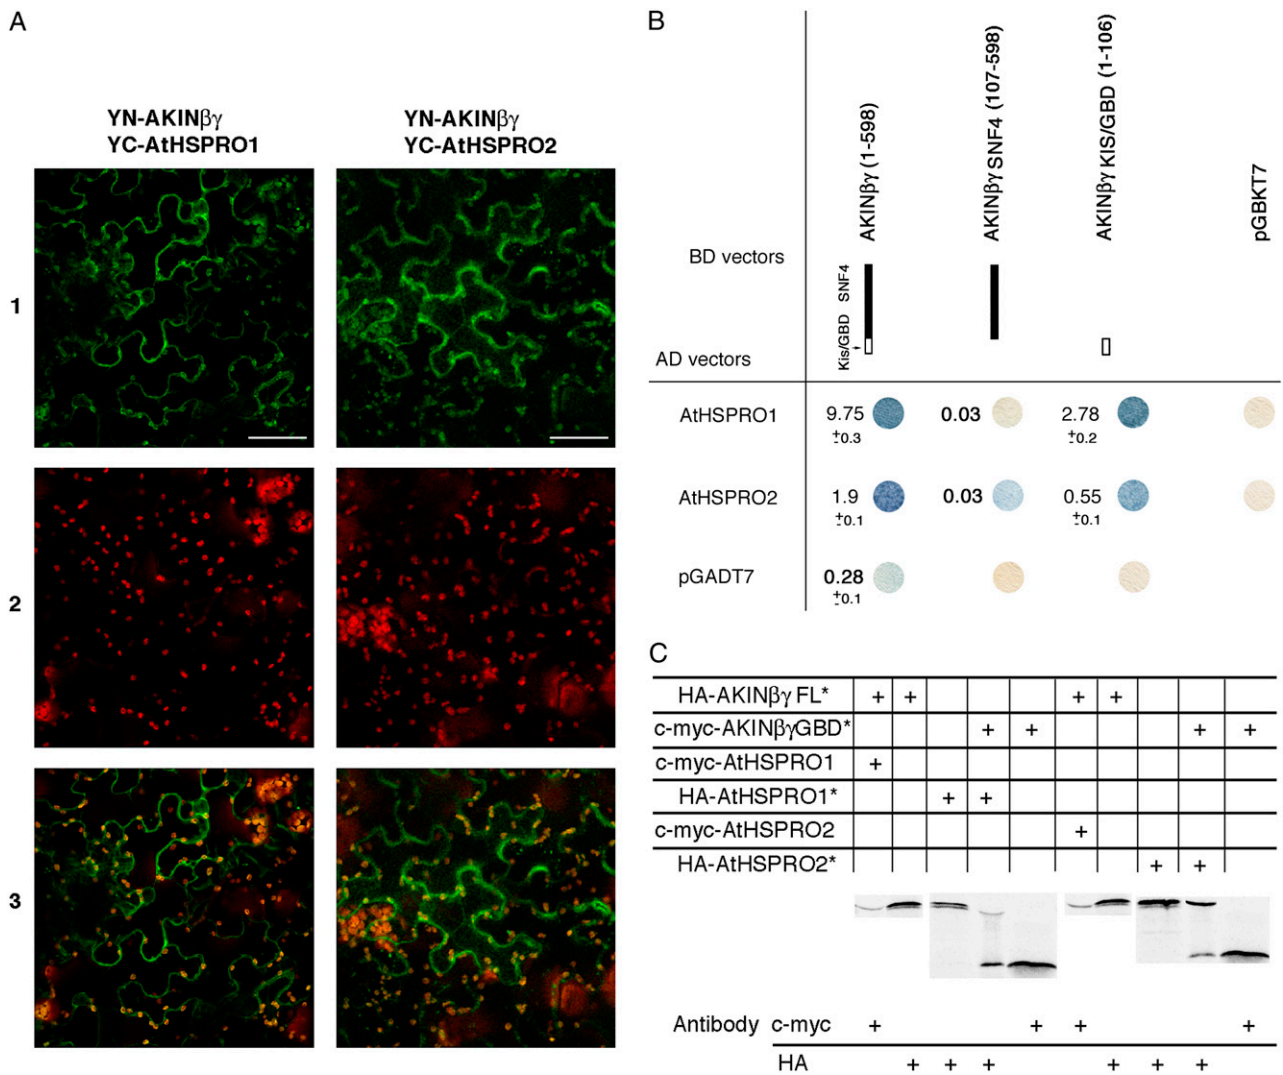 A
YN-AKINβγ
YC-AtHSPRO1
YN-AKINβγ
YC-AtHSPRO2
1
2
3
B
BD vectors
AD vectors
AKINβγ (1-598)
AKINβγ SNF4 (107-598)
AKINβγ KIS/GBD (1-106)
pGBKT7
Kis/GBD SNF4
AtHSPRO1 9.75 ±0.3 0.03 2.78 ±0.2
AtHSPRO2 1.9 ±0.1 0.03 0.55 ±0.1
pGADT7 0.28 ±0.1
C
HA-AKINβγ FL* + + + +
c-myc-AKINβγGBD* + + + +
c-myc-AtHSPRO1 +
HA-AtHSPRO1* + +
c-myc-AtHSPRO2 +
HA-AtHSPRO2* + +
Antibody c-myc + + + +
HA + + + + + +